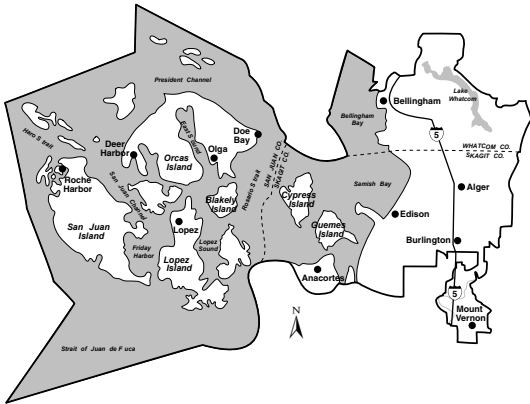 President Channel
Lake
Whatcom
Bellingham
Bellingham
Bay
Haro Strait
East Sound
Doe
Bay
5
Deer
Harbor
Olga
WHATCOM CO.
SKAGIT CO.
Orcas
Island
SAN JUAN CO.
SKAGIT CO.
Roche
Harbor
San Juan Channel
Rosario Strait
Samish Bay
Alger
Blakely
Island
Cypress
Island
Edison
San Juan
Island
Lopez
Guemes
Island
Friday
Harbor
Lopez
Sound
Burlington
Lopez
Island
Anacortes
5
N
Mount
Vernon
Strait of Juan de Fuca